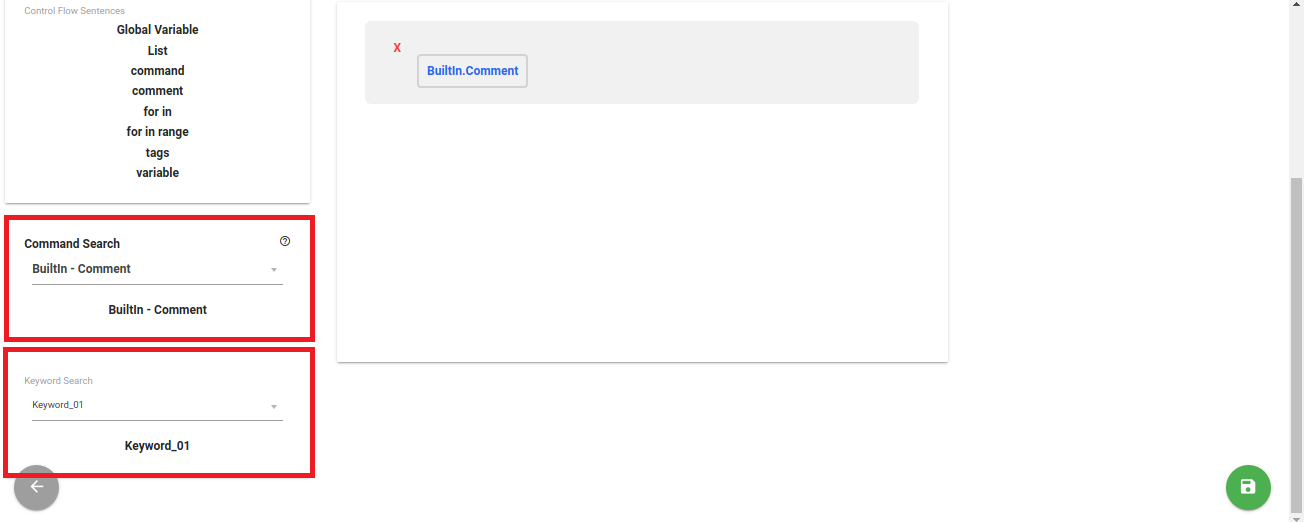 Control Flow Sentences
Global Variable
List
command
comment
for in
for in range
tags
variable
Command Search
BuiltIn - Comment
BuiltIn - Comment
Keyword Search
Keyword_01
Keyword_01
X
BuiltIn.Comment